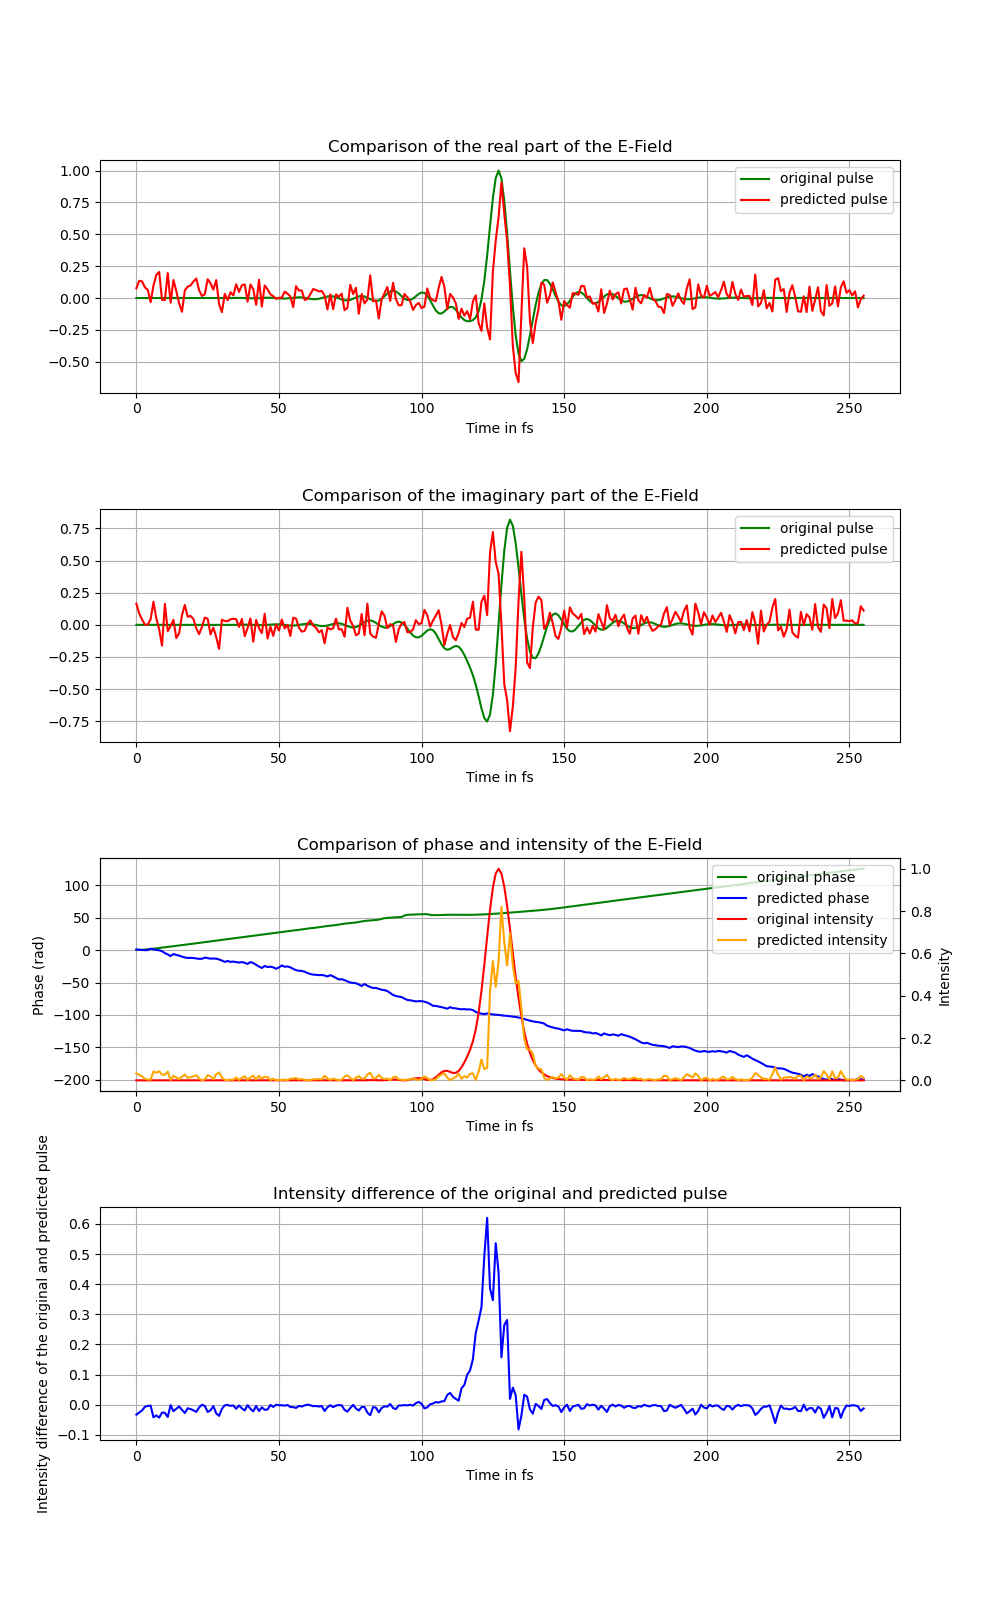 Comparison of the real part of the E-Field
1.00
0.75
0.50
0.25
0.00
−0.25
−0.50
original pulse
predicted pulse
0 50 100 150 200 250
Time in fs
Comparison of the imaginary part of the E-Field
0.75
0.50
0.25
0.00
−0.25
−0.50
−0.75
original pulse
predicted pulse
0 50 100 150 200 250
Time in fs
Comparison of phase and intensity of the E-Field
Phase (rad)
100
50
0
−50
−100
−150
−200
original phase
predicted phase
original intensity
predicted intensity
1.0
0.8
0.6
0.4
0.2
0.0
Intensity
0 50 100 150 200 250
Time in fs
Intensity difference of the original and predicted pulse
Intensity difference of the original and predicted pulse
0.6
0.5
0.4
0.3
0.2
0.1
0.0
−0.1
0 50 100 150 200 250
Time in fs